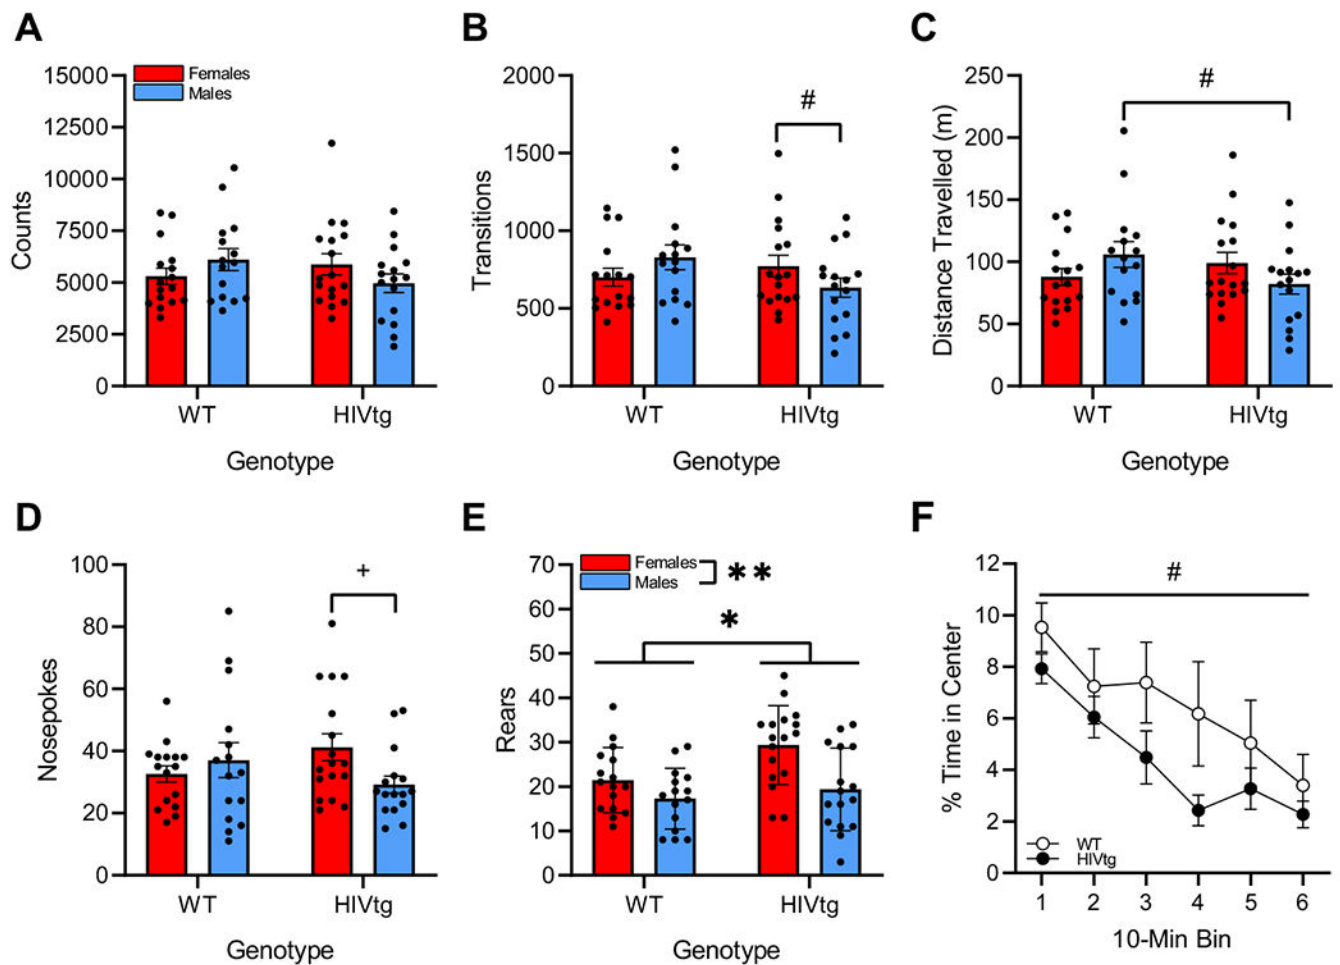 A
15000
12500
10000
7500
5000
2500
0
Counts
Females
Males
WT
HIVtg
Genotype
B
2000
1500
1000
500
0
Transitions
#
WT
HIVtg
Genotype
C
250
200
150
100
50
0
Distance Travelled (m)
#
WT
HIVtg
Genotype
D
100
80
60
40
20
0
Nosepokes
+
WT
HIVtg
Genotype
E
70
60
50
40
30
20
10
0
Rears
Females
Males
**
*
WT
HIVtg
Genotype
F
12
10
8
6
4
2
0
% Time in Center
#
WT
HIVtg
1 2 3 4 5 6
10-Min Bin